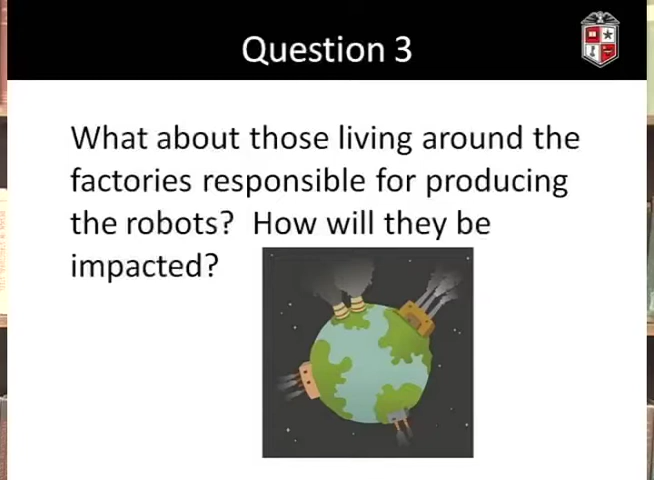 Question 3
What about those living around the
factories responsible for producing
the robots?  How will they be
impacted?